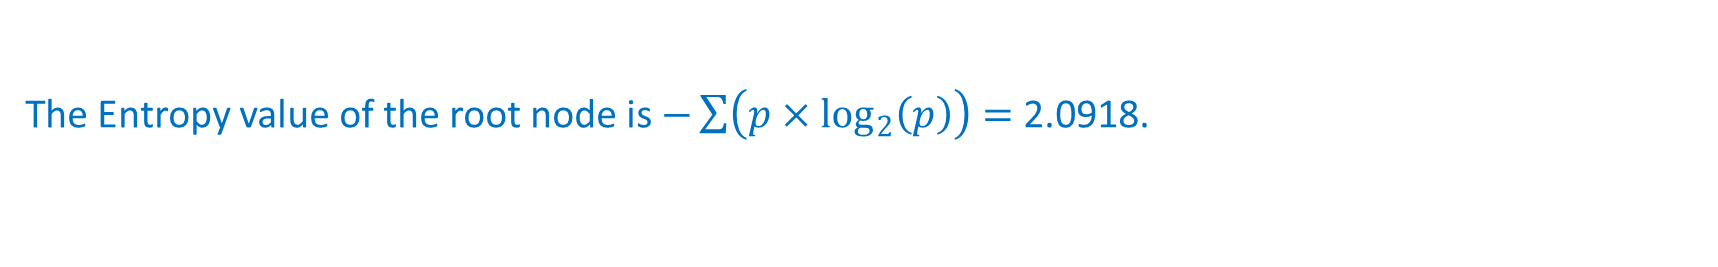 The Entropy value of the root node is − ∑(p × log₂(p)) = 2.0918.